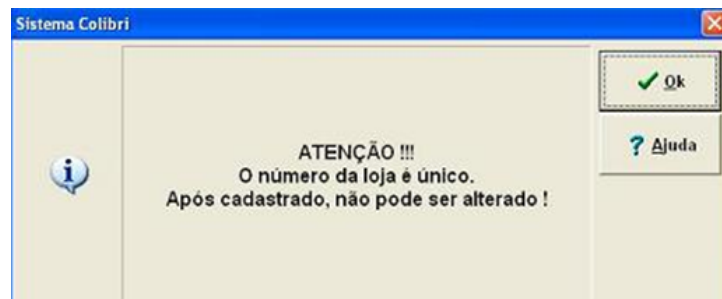 Sistema Colibri
Ok
Ajuda
ATENÇÃO !!!
O número da loja é único.
Após cadastrado, não pode ser alterado !